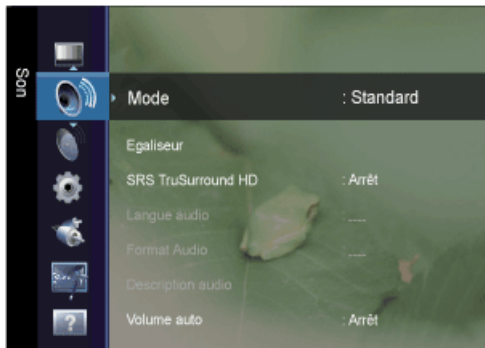 Son
Mode : Standard
Egaliseur
SRS TruSurround HD : Arrêt
Langue audio : ----
Format Audio : ----
Description audio
Volume auto : Arrêt
?